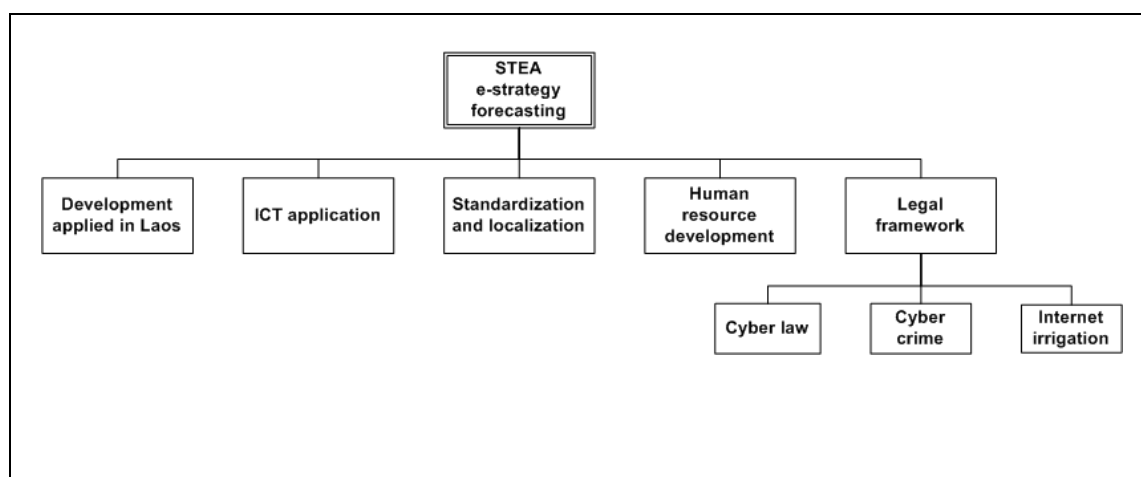 STEA
e-strategy
forecasting
Development
applied in Laos
ICT application
Standardization
and localization
Human
resource
development
Legal
framework
Cyber law
Cyber
crime
Internet
irrigation